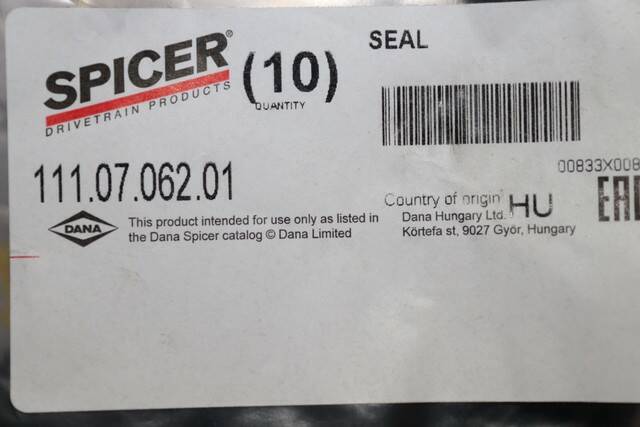 SPICER®
DRIVETRAIN PRODUCTS
(10)
QUANTITY
SEAL
111.07.062.01
DANA
This product intended for use only as listed in
the Dana Spicer catalog © Dana Limited
00833X008
Country of origin HU
Dana Hungary Ltd.
Körtefa st, 9027 Győr, Hungary
EAC